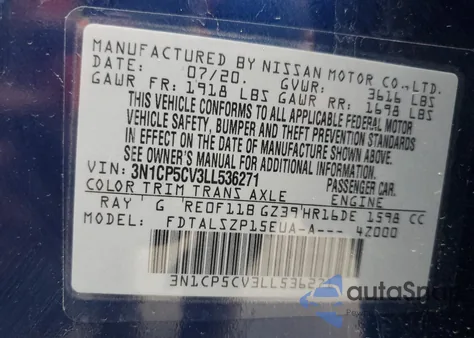 MANUFACTURED BY NISSAN MOTOR CO., LTD.
DATE: 07/20. GVWR: 3616 LBS
GAWR FR: 1918 LBS GAWR RR: 1698 LBS
THIS VEHICLE CONFORMS TO ALL APPLICABLE FEDERAL MOTOR
VEHICLE SAFETY, BUMPER AND THEFT PREVENTION STANDARDS
IN EFFECT ON THE DATE OF MANUFACTURE SHOWN ABOVE.
SEE OWNER'S MANUAL FOR ADDITIONAL INFORMATION.
VIN: 3N1CP5CV3LL536271 PASSENGER CAR.
COLOR TRIM TRANS AXLE ENGINE
RAY G RE0F11B GZ39 HR16DE 1598 CC
MODEL: FDTALSZP15EUA-A--- 4Z000
3N1CP5CV3LL53627
autoSnap
Powered